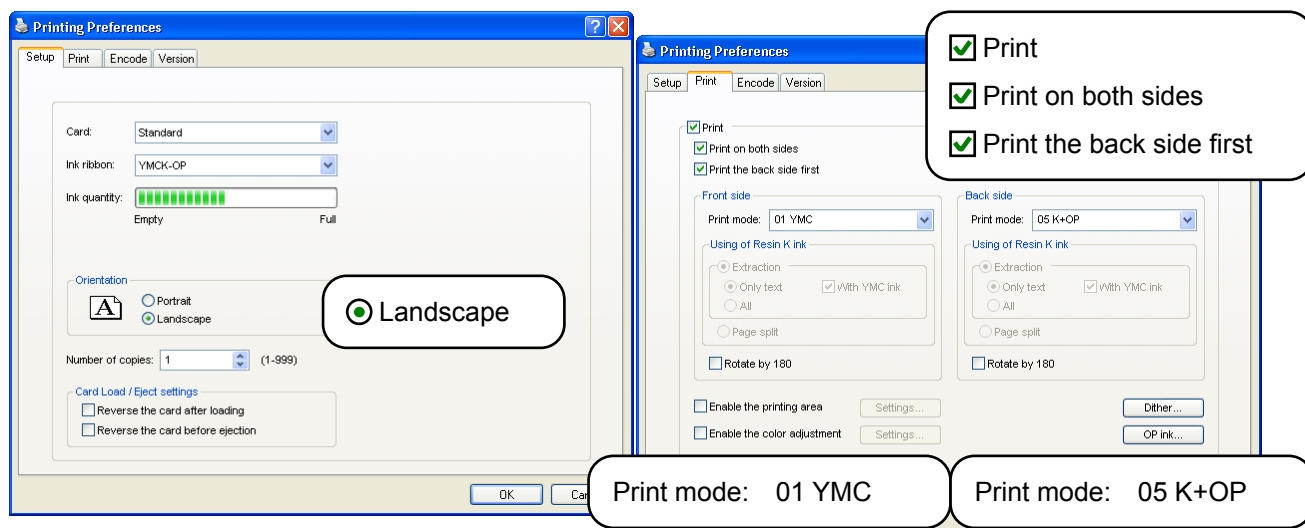 Printing Preferences
Setup Print Encode Version
Card: Standard
Ink ribbon: YMCK-OP
Ink quantity:
Empty Full
Orientation
A Portrait
Landscape
Landscape
Number of copies: 1 (1-999)
Card Load / Eject settings
Reverse the card after loading
Reverse the card before ejection
OK
Printing Preferences
Setup Print Encode Version
Print
Print on both sides
Print the back side first
Print
Print on both sides
Print the back side first
Front side
Print mode: 01 YMC
Using of Resin K ink
Extraction
Only text With YMC ink
All
Page split
Rotate by 180
Back side
Print mode: 05 K+OP
Using of Resin K ink
Extraction
Only text With YMC ink
All
Page split
Rotate by 180
Enable the printing area Settings... Dither...
Enable the color adjustment Settings... OP ink...
Print mode: 01 YMC
Print mode: 05 K+OP